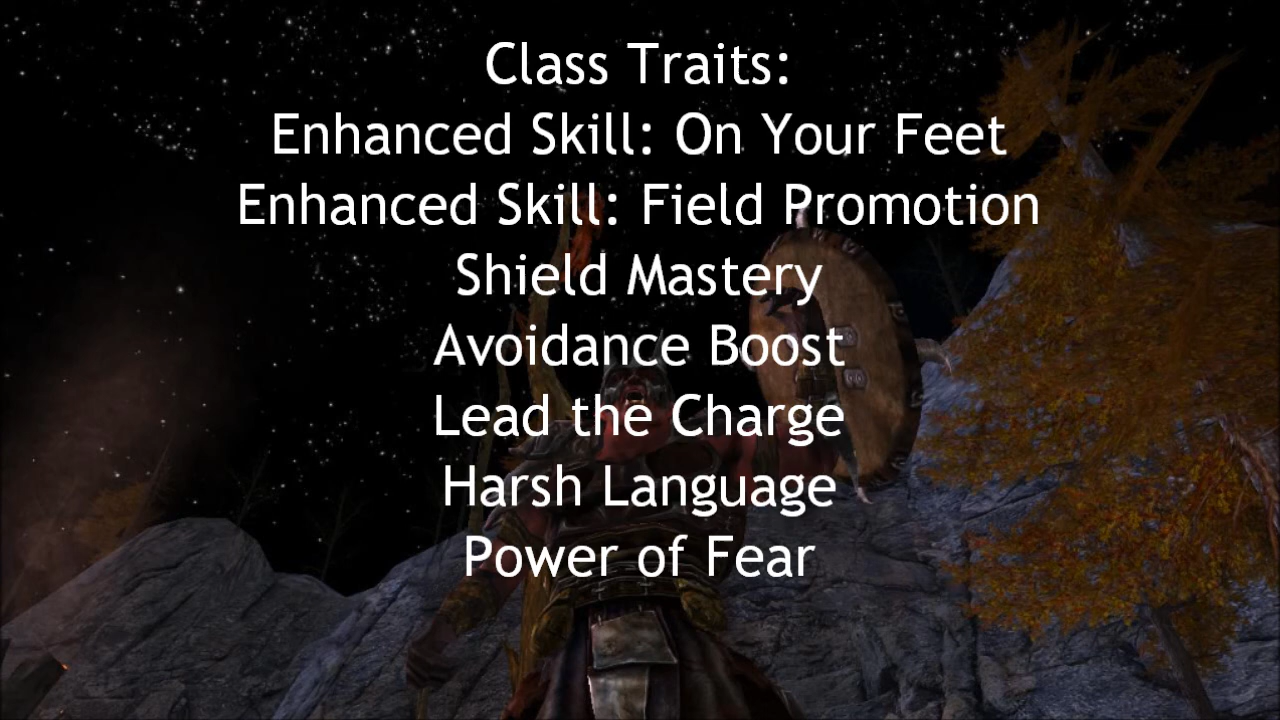 Class Traits:
Enhanced Skill: On Your Feet
Enhanced Skill: Field Promotion
Shield Mastery
Avoidance Boost
Lead the Charge
Harsh Language
Power of Fear